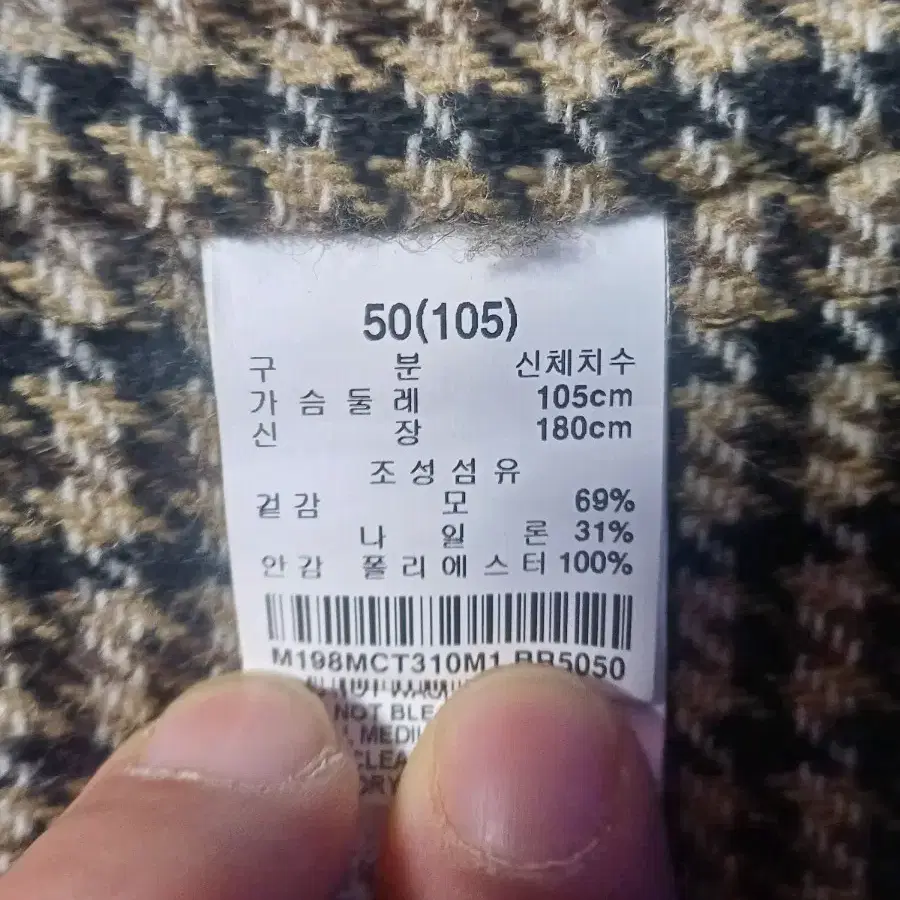 50(105)
구 분 신체치수
가슴둘레 105cm
신 장 180cm
조성섬유
겉감 모 69%
나일론 31%
안감 폴리에스터 100%
M198MCT310M1 BR5050
NOT